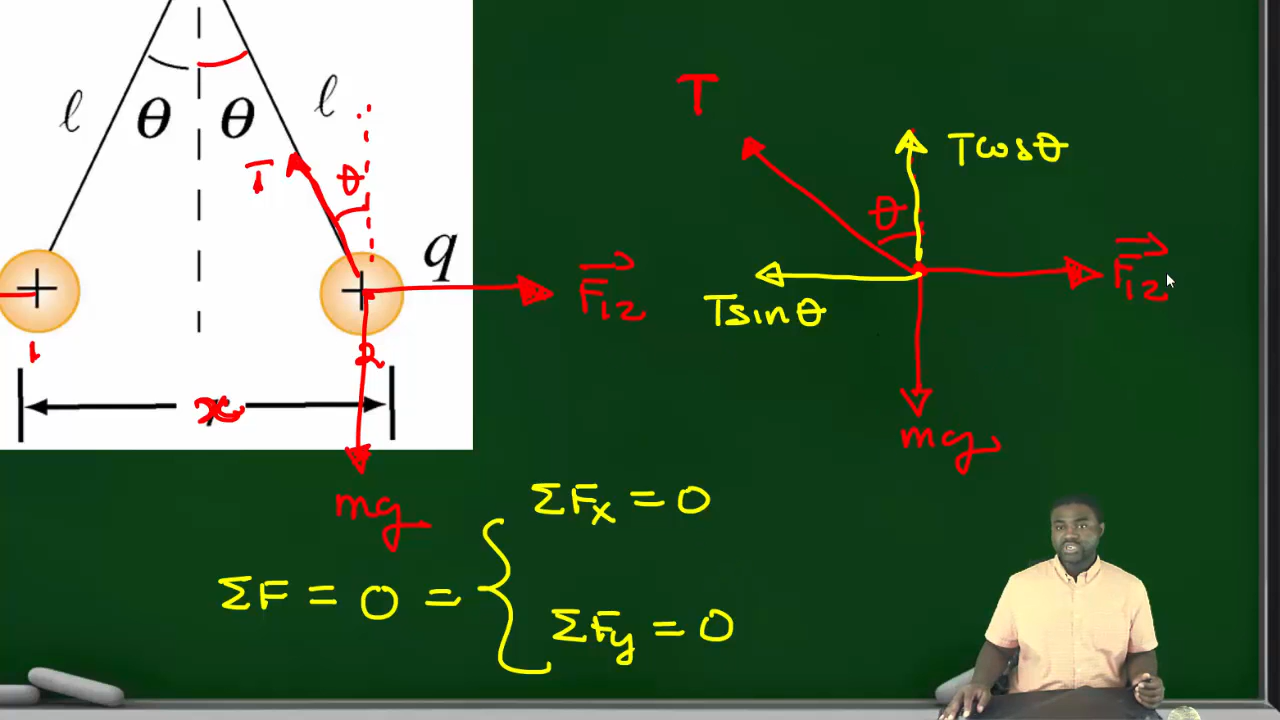 ℓ θ θ ℓ
T θ
+ + q F₁₂
1 2
x
mg
T
Tcosθ
θ
F₁₂
Tsinθ
mg
ΣFx = 0
ΣF = 0 =
ΣFy = 0